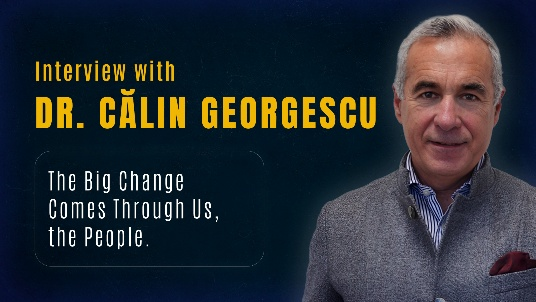 Interview with
DR. CĂLIN GEORGESCU
The Big Change
Comes Through Us,
the People.